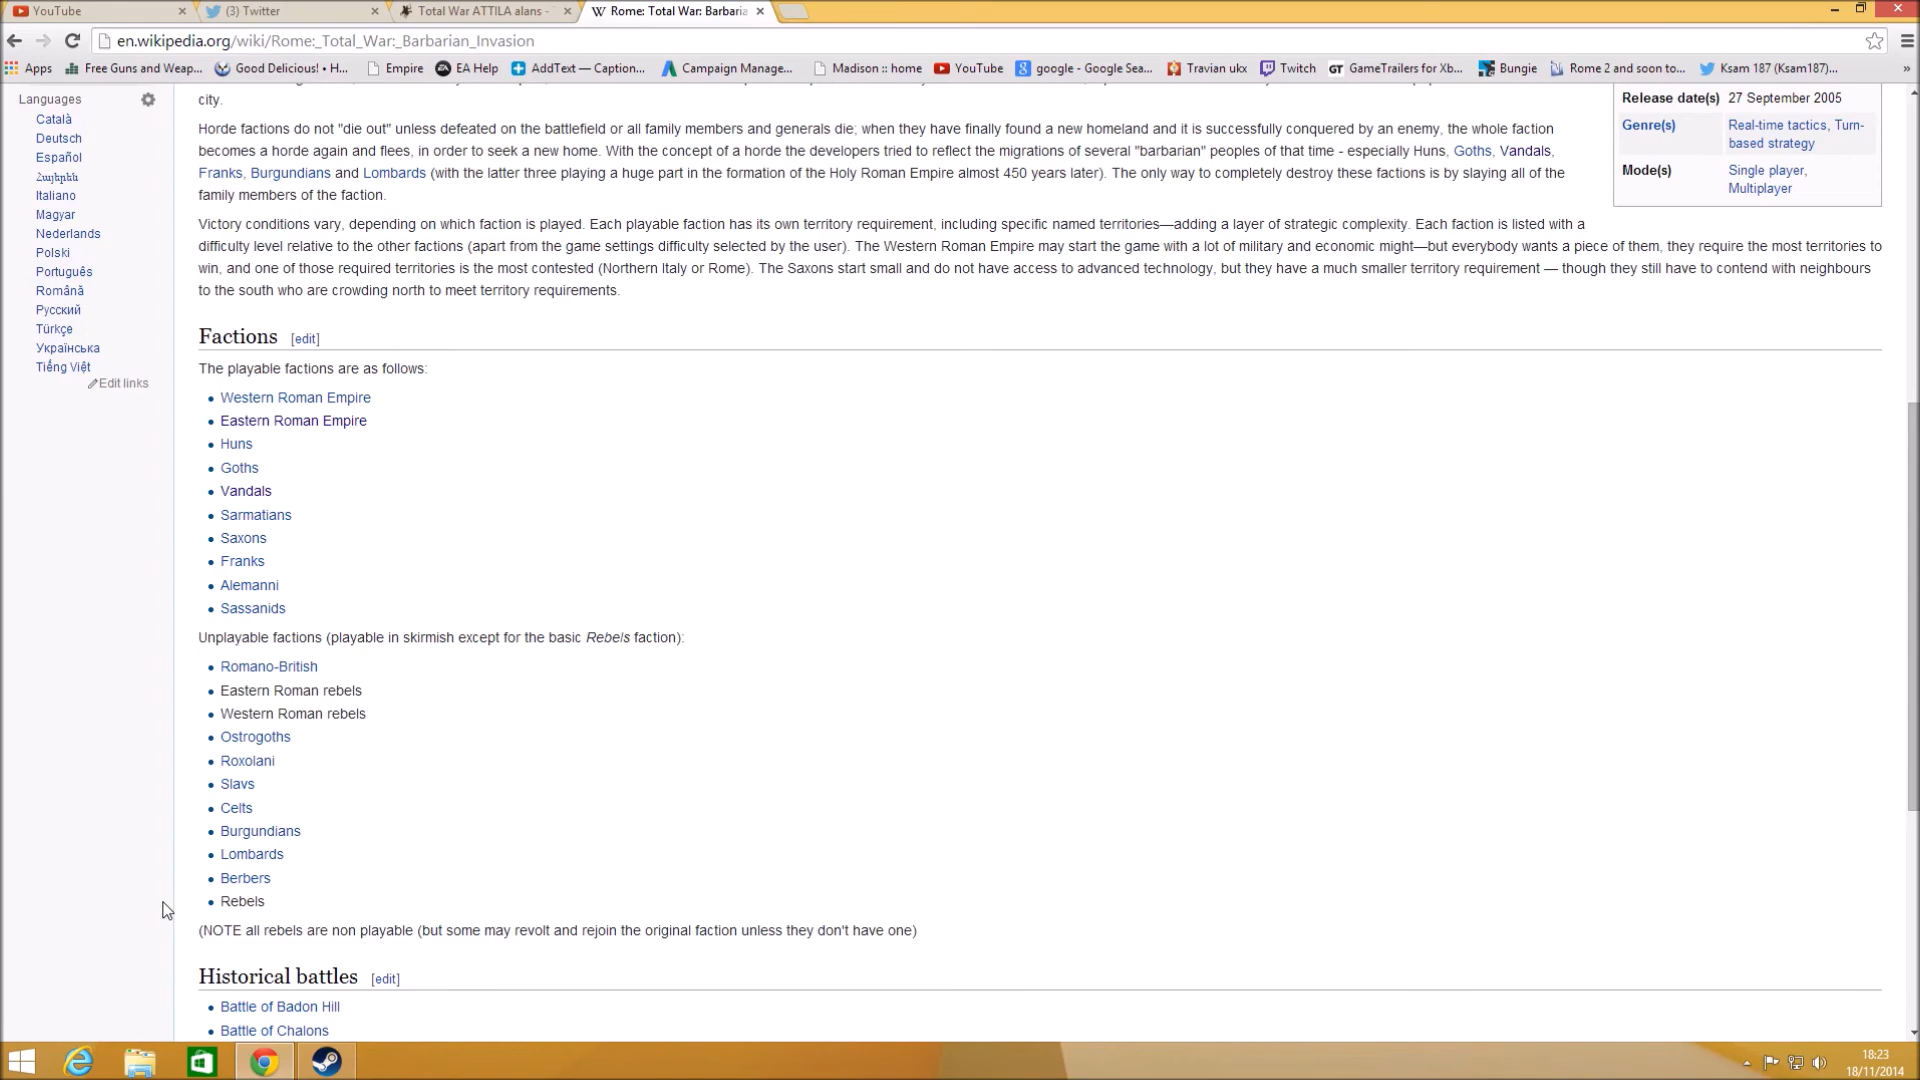 YouTube
(3) Twitter
Total War ATTILA alans -
W Rome: Total War: Barbaria
en.wikipedia.org/wiki/Rome:_Total_War:_Barbarian_Invasion
Apps
Free Guns and Weap...
Good Delicious! • H...
Empire
EA Help
AddText — Caption...
Campaign Manage...
Madison :: home
YouTube
google - Google Sea...
Travian ukx
Twitch
GT GameTrailers for Xb...
Bungie
Rome 2 and soon to...
Ksam 187 (Ksam187)...
»
Languages
Català
Deutsch
Español
Հայերեն
Italiano
Magyar
Nederlands
Polski
Português
Română
Русский
Türkçe
Українська
Tiếng Việt
Edit links
city.
Horde factions do not "die out" unless defeated on the battlefield or all family members and generals die; when they have finally found a new homeland and it is successfully conquered by an enemy, the whole faction
becomes a horde again and flees, in order to seek a new home. With the concept of a horde the developers tried to reflect the migrations of several "barbarian" peoples of that time - especially Huns, Goths, Vandals,
Franks, Burgundians and Lombards (with the latter three playing a huge part in the formation of the Holy Roman Empire almost 450 years later). The only way to completely destroy these factions is by slaying all of the
family members of the faction.
Victory conditions vary, depending on which faction is played. Each playable faction has its own territory requirement, including specific named territories—adding a layer of strategic complexity. Each faction is listed with a
difficulty level relative to the other factions (apart from the game settings difficulty selected by the user). The Western Roman Empire may start the game with a lot of military and economic might—but everybody wants a piece of them, they require the most territories to
win, and one of those required territories is the most contested (Northern Italy or Rome). The Saxons start small and do not have access to advanced technology, but they have a much smaller territory requirement — though they still have to contend with neighbours
to the south who are crowding north to meet territory requirements.
Release date(s) 27 September 2005
Genre(s) Real-time tactics, Turn-
based strategy
Mode(s) Single player,
Multiplayer
Factions [edit]
The playable factions are as follows:
• Western Roman Empire
• Eastern Roman Empire
• Huns
• Goths
• Vandals
• Sarmatians
• Saxons
• Franks
• Alemanni
• Sassanids
Unplayable factions (playable in skirmish except for the basic Rebels faction):
• Romano-British
• Eastern Roman rebels
• Western Roman rebels
• Ostrogoths
• Roxolani
• Slavs
• Celts
• Burgundians
• Lombards
• Berbers
• Rebels
(NOTE all rebels are non playable (but some may revolt and rejoin the original faction unless they don't have one)
Historical battles [edit]
• Battle of Badon Hill
• Battle of Chalons
18:23
18/11/2014